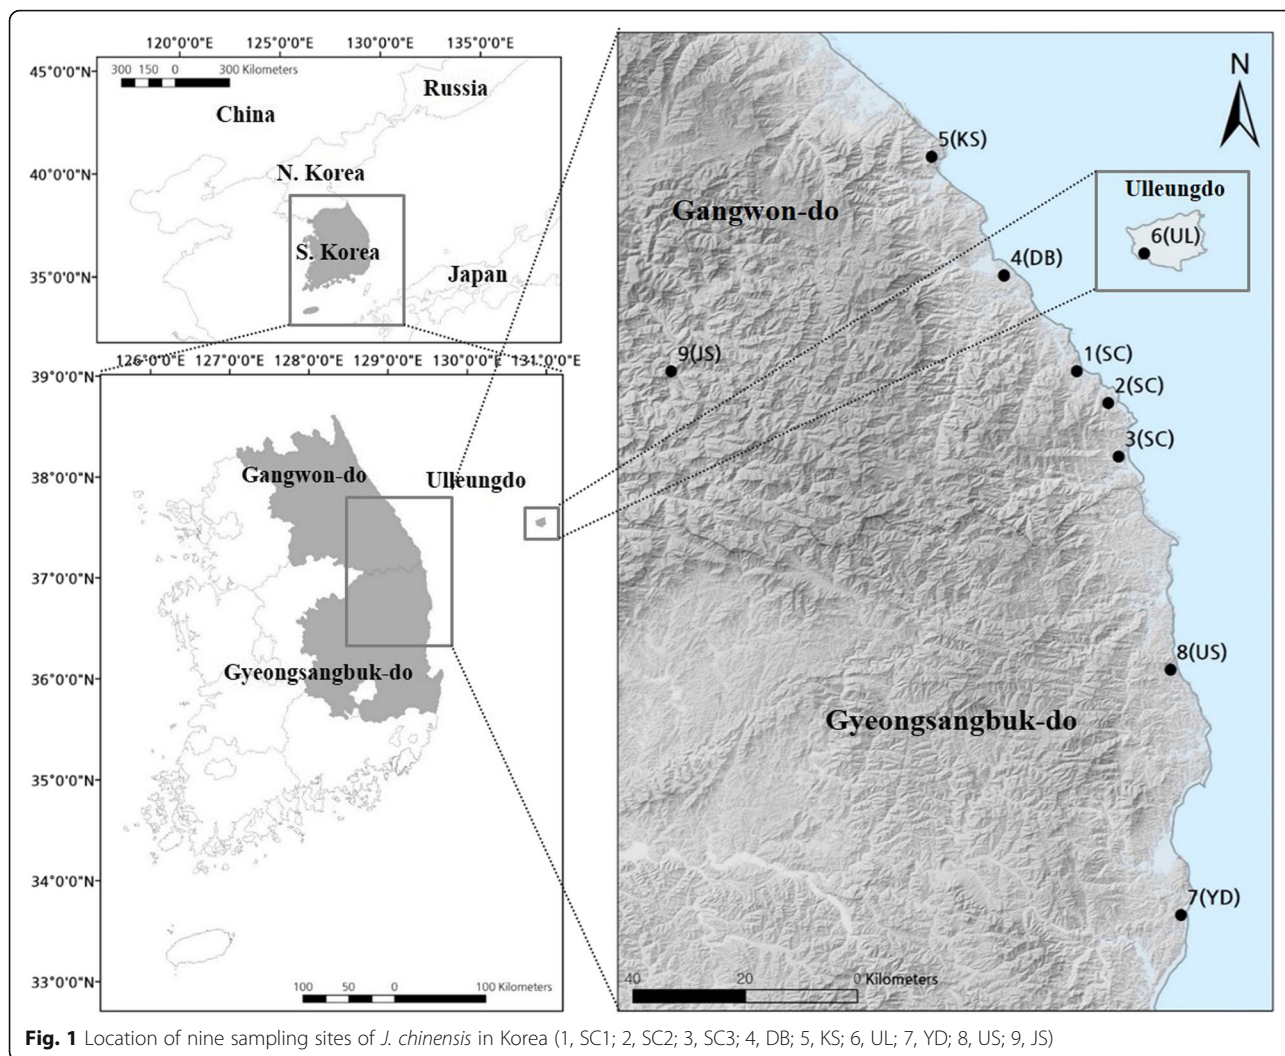 120°0'0"E 125°0'0"E 130°0'0"E 135°0'0"E
45°0'0"N
40°0'0"N
35°0'0"N
300 150 0 300 Kilometers
Russia
China
N. Korea
S. Korea
Japan
126°0'0"E 127°0'0"E 128°0'0"E 129°0'0"E 130°0'0"E 131°0'0"E
39°0'0"N
38°0'0"N
37°0'0"N
36°0'0"N
35°0'0"N
34°0'0"N
33°0'0"N
Gangwon-do
Ulleungdo
Gyeongsangbuk-do
100 50 0 100 Kilometers
N
5(KS)
Ulleungdo
6(UL)
Gangwon-do
4(DB)
9(JS)
1(SC)
2(SC)
3(SC)
8(US)
Gyeongsangbuk-do
7(YD)
40 20 0 Kilometers
Fig. 1 Location of nine sampling sites of J. chinensis in Korea (1, SC1; 2, SC2; 3, SC3; 4, DB; 5, KS; 6, UL; 7, YD; 8, US; 9, JS)